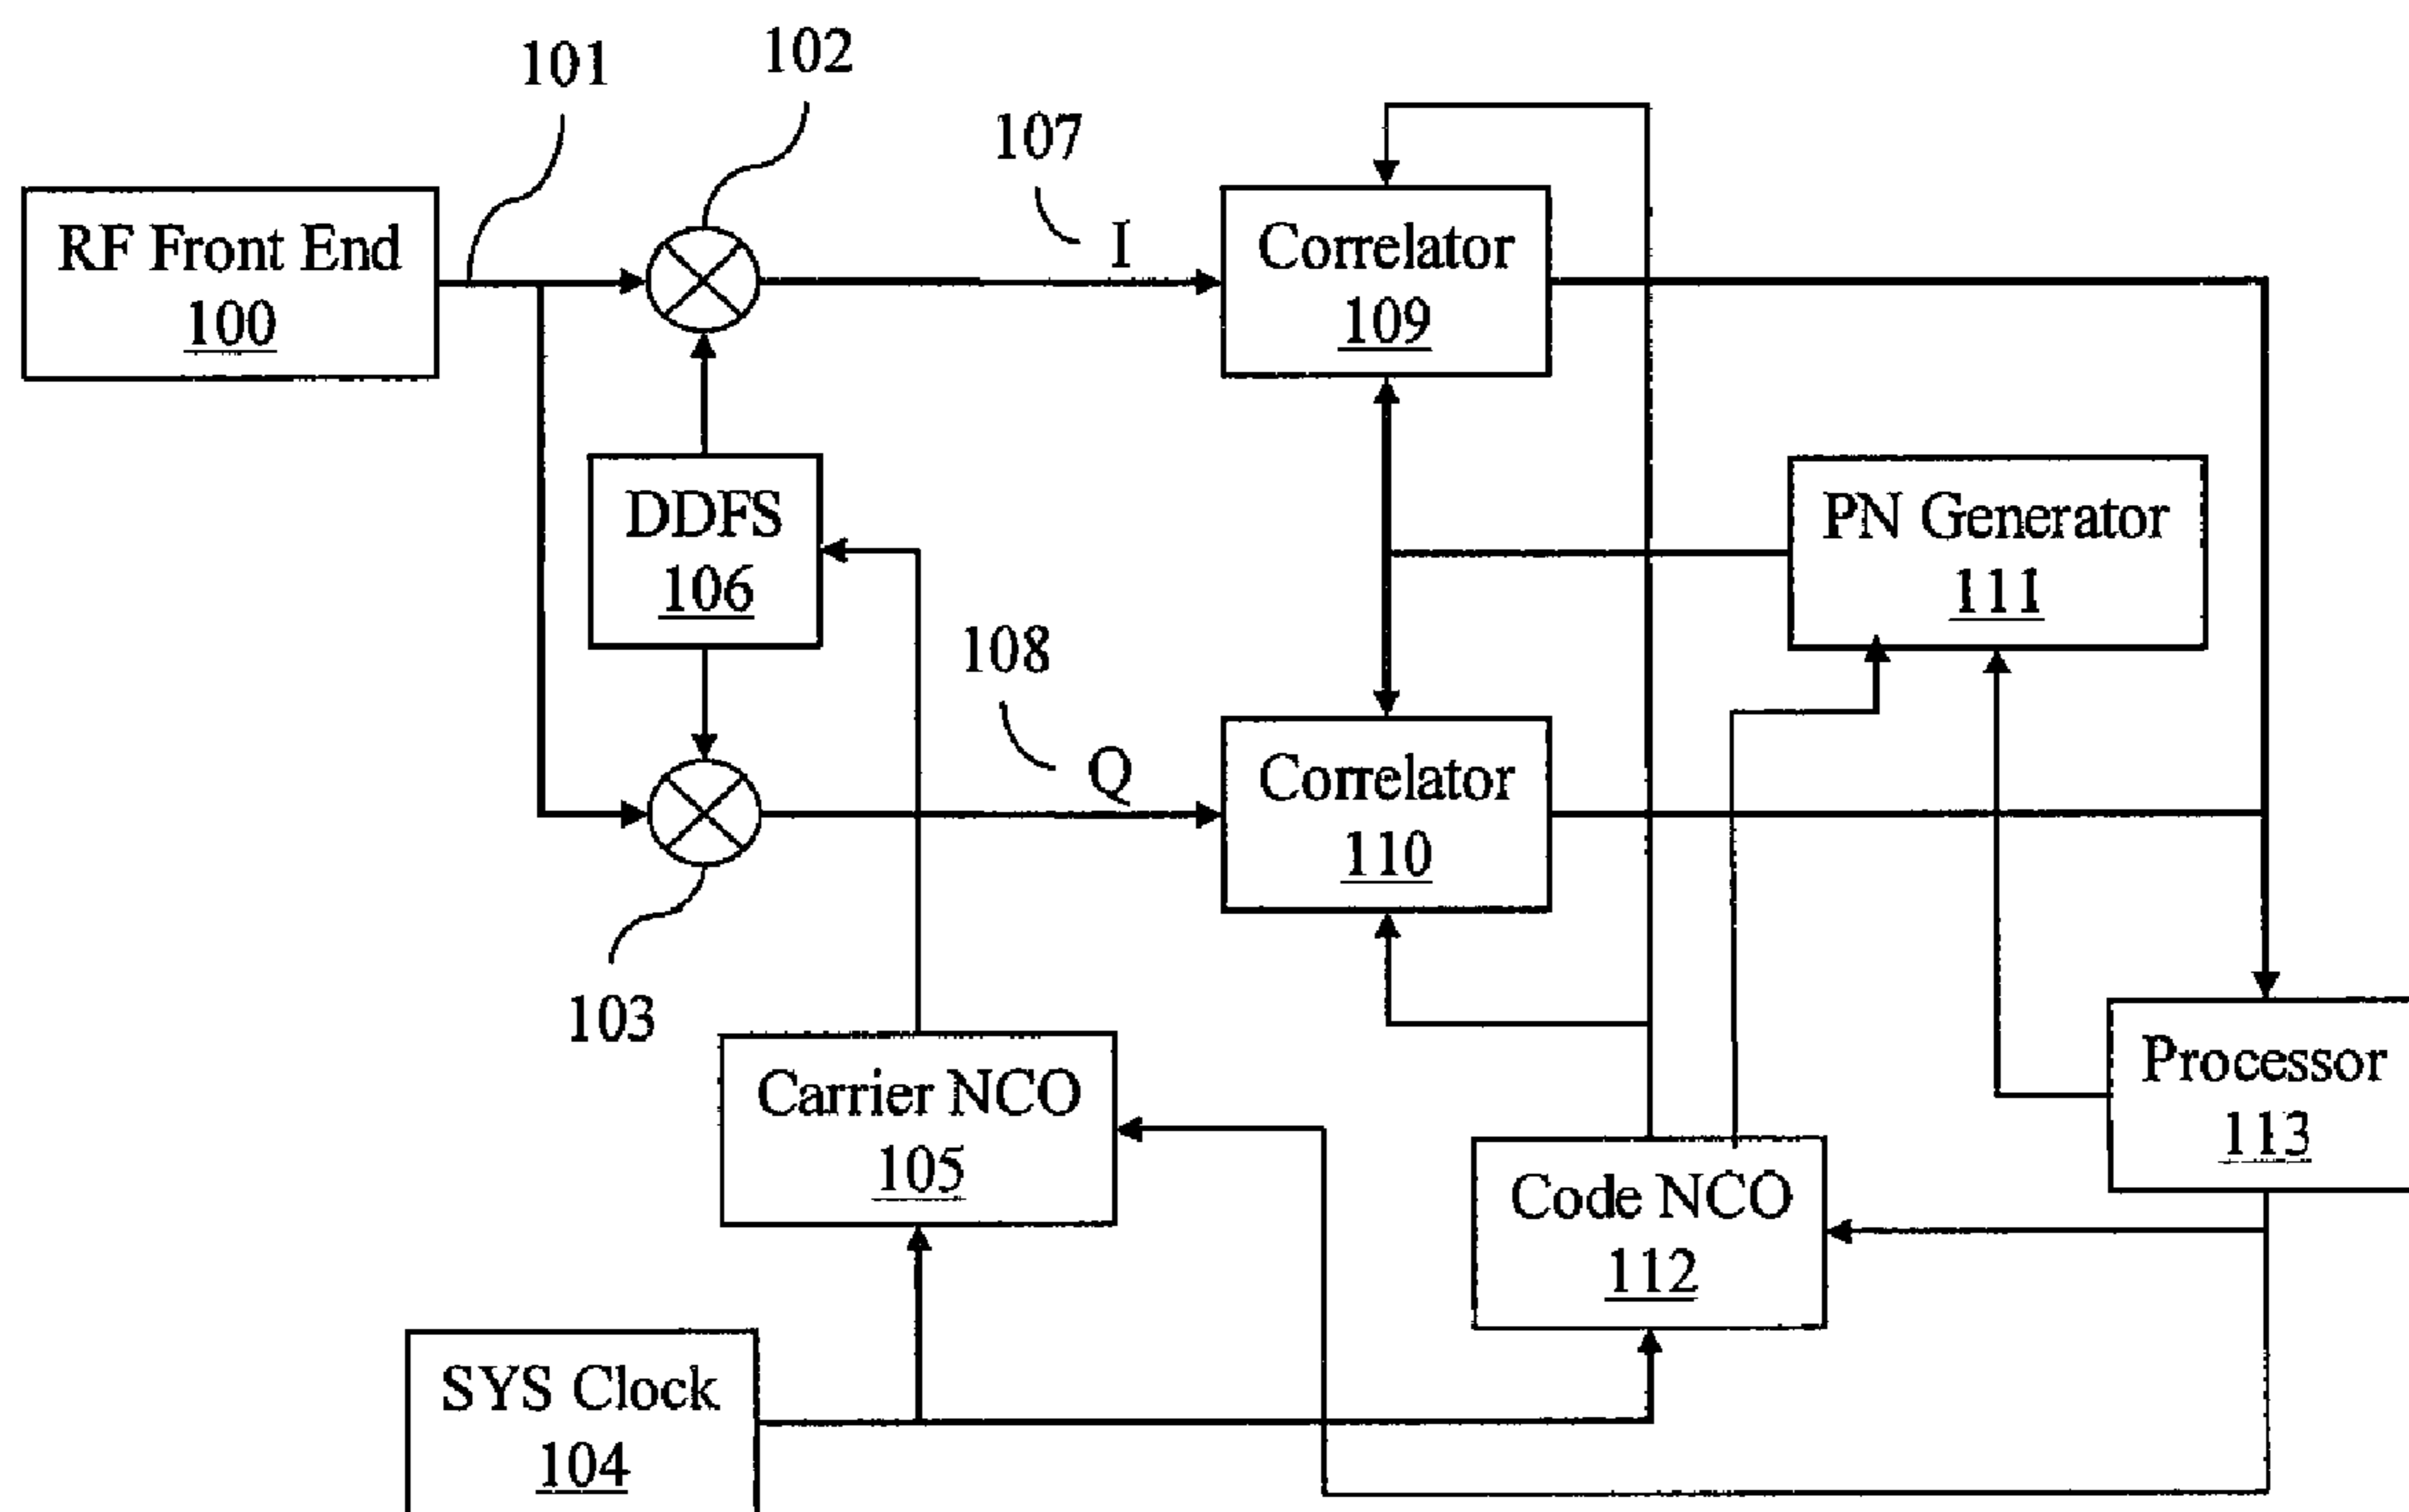 101
102
107
RF Front End
100
I
Correlator
109
DDFS
106
PN Generator
111
108
Q
Correlator
110
103
Carrier NCO
105
Processor
113
Code NCO
112
SYS Clock
104